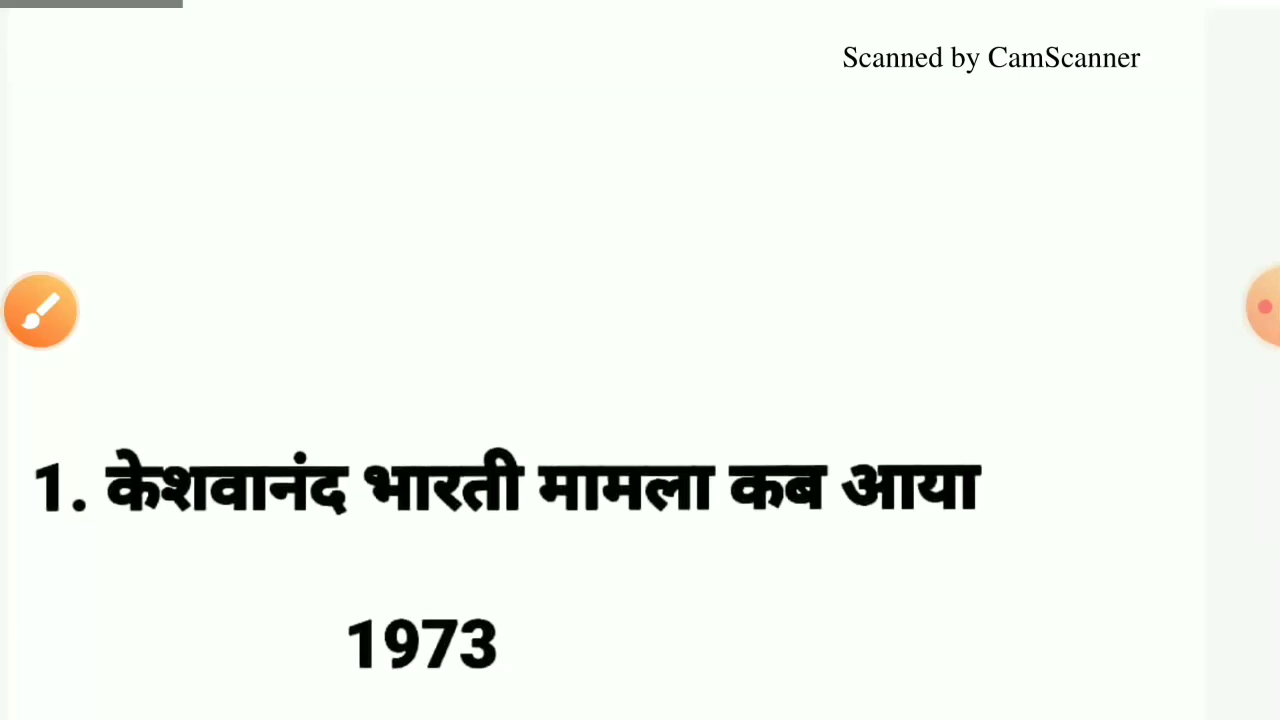 Scanned by CamScanner
1. केशवानंद भारती मामला कब आया
1973